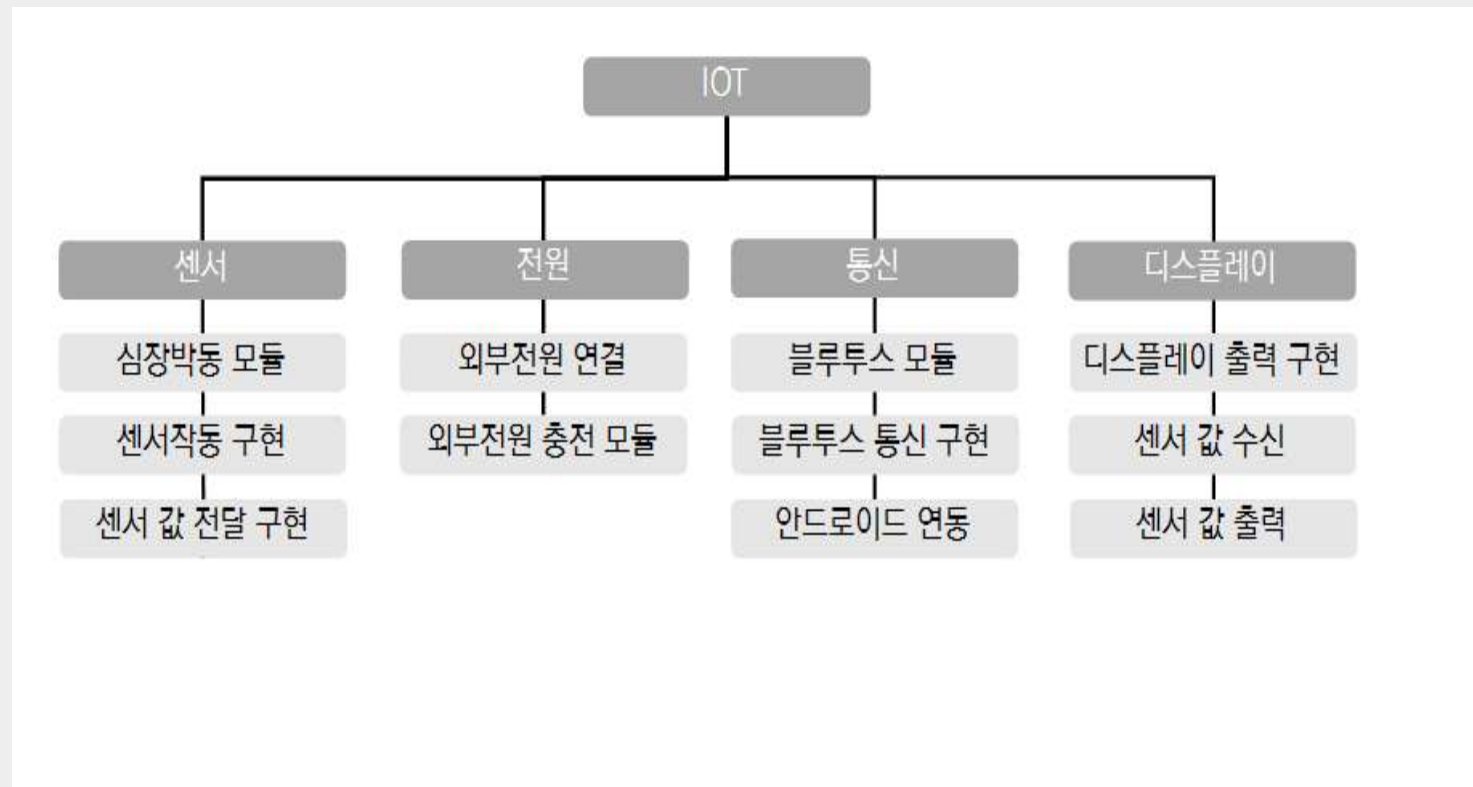 IOT
센서
전원
통신
디스플레이
심장박동 모듈
외부전원 연결
블루투스 모듈
디스플레이 출력 구현
센서작동 구현
외부전원 충전 모듈
블루투스 통신 구현
센서 값 수신
센서 값 전달 구현
안드로이드 연동
센서 값 출력